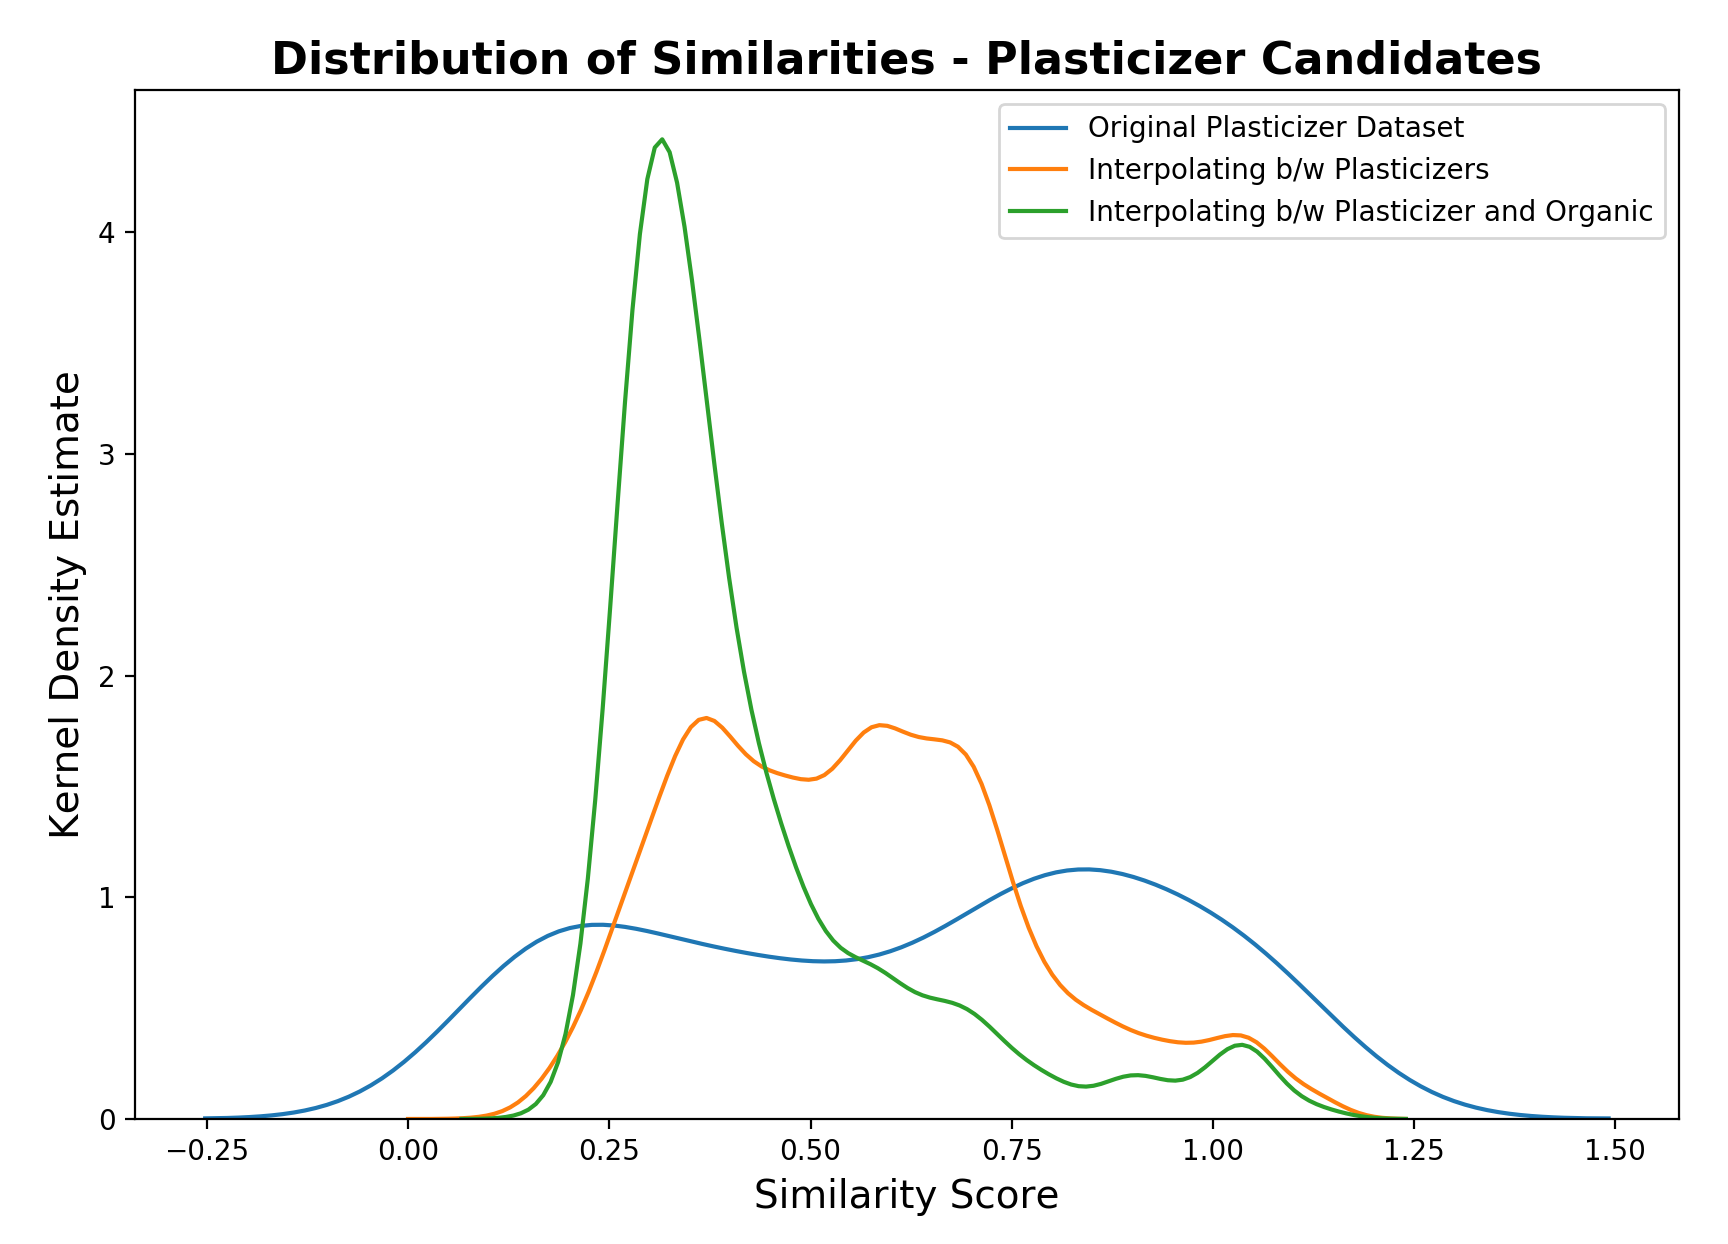 Distribution of Similarities - Plasticizer Candidates
Original Plasticizer Dataset
Interpolating b/w Plasticizers
Interpolating b/w Plasticizer and Organic
Kernel Density Estimate
4
3
2
1
0
−0.25 0.00 0.25 0.50 0.75 1.00 1.25 1.50
Similarity Score